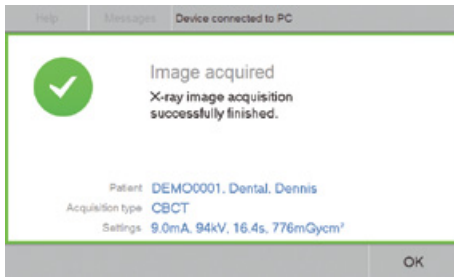 Help Messages Device connected to PC
Image acquired
X-ray image acquisition
successfully finished.
Patient DEMO0001, Dental, Dennis
Acquisition type CBCT
Settings 9.0mA, 94kV, 16.4s, 776mGycm²
OK